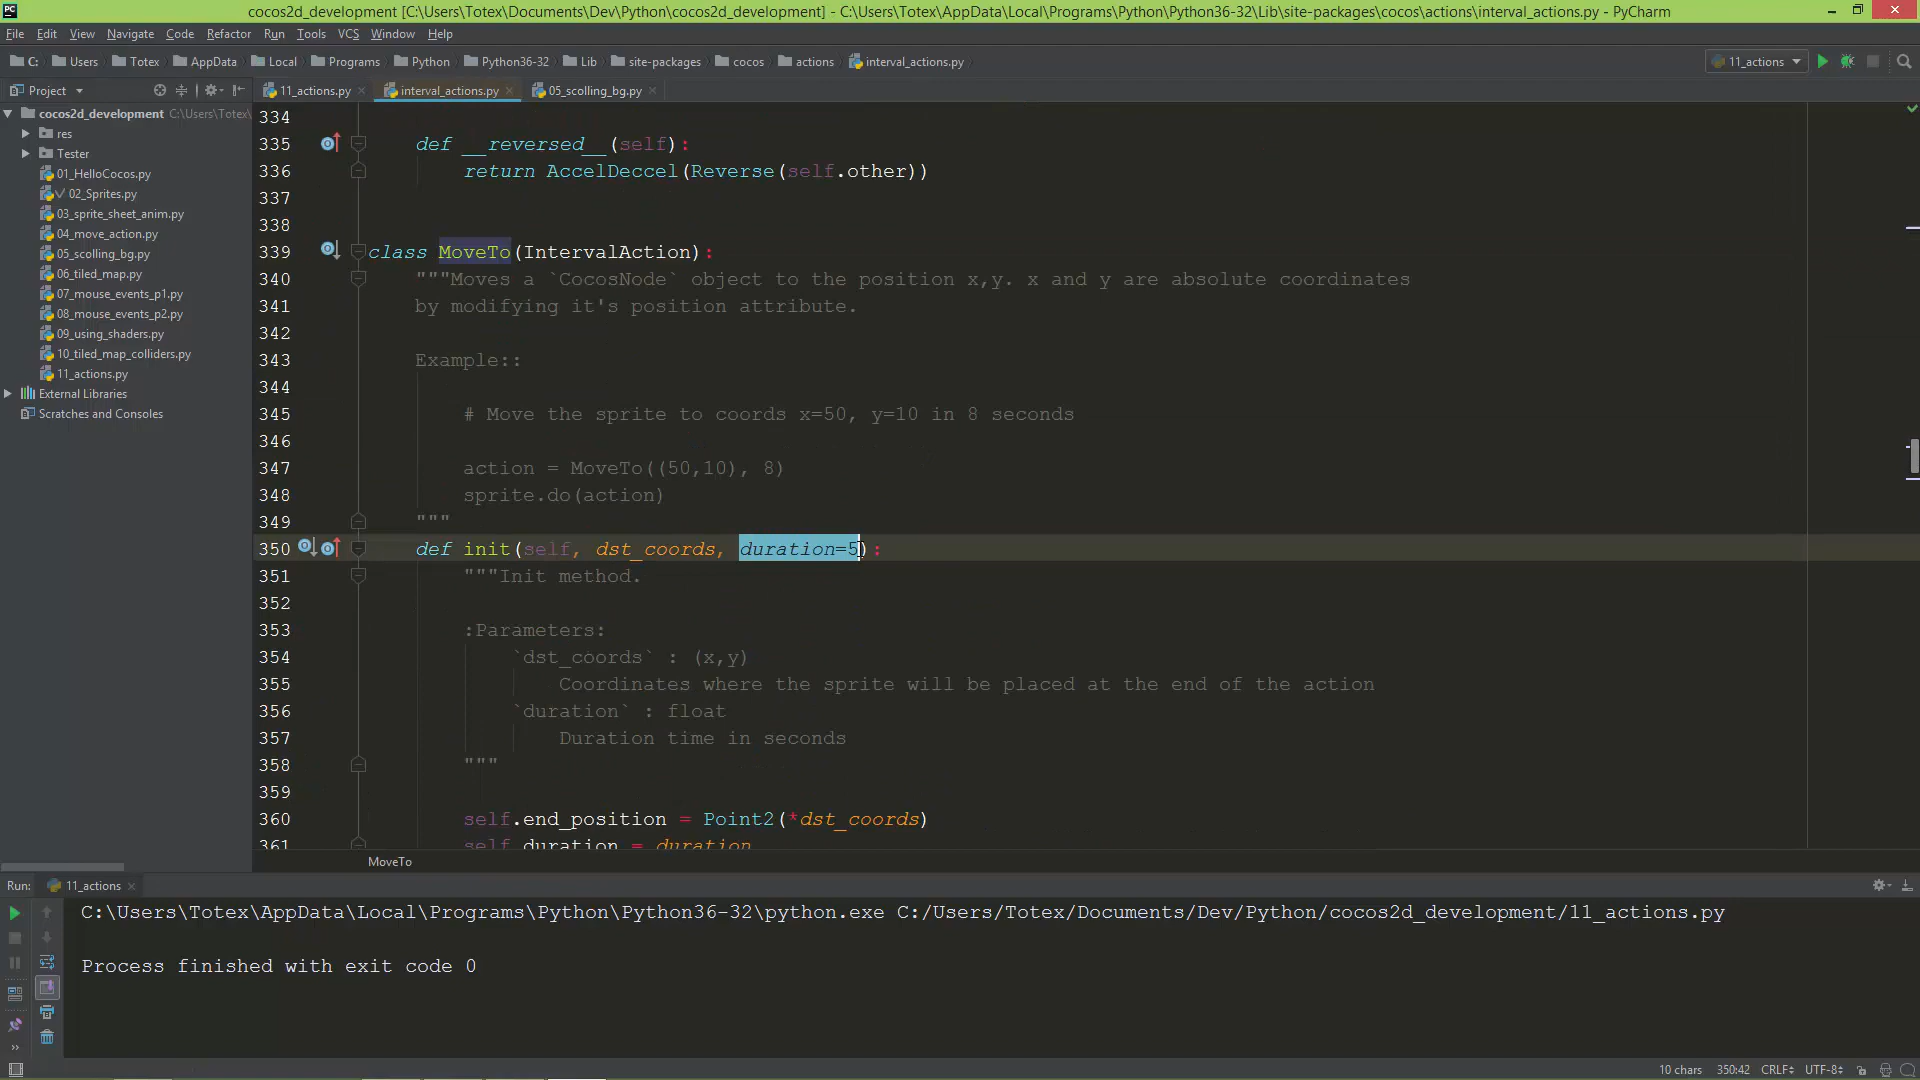 cocos2d_development [C:\Users\Totex\Documents\Dev\Python\cocos2d_development] - C:\Users\Totex\AppData\Local\Programs\Python\Python36-32\Lib\site-packages\cocos\actions\interval_actions.py - PyCharm
File Edit View Navigate Code Refactor Run Tools VCS Window Help
C: Users Totex AppData Local Programs Python Python36-32 Lib site-packages cocos actions interval_actions.py 11_actions
Project 11_actions.py interval_actions.py 05_scolling_bg.py
cocos2d_development C:\Users\Totex\
res
Tester
01_HelloCocos.py
02_Sprites.py
03_sprite_sheet_anim.py
04_move_action.py
05_scolling_bg.py
06_tiled_map.py
07_mouse_events_p1.py
08_mouse_events_p2.py
09_using_shaders.py
10_tiled_map_colliders.py
11_actions.py
External Libraries
Scratches and Consoles
334
335 def __reversed__(self):
336 return AccelDeccel(Reverse(self.other))
337
338
339 class MoveTo(IntervalAction):
340 """Moves a `CocosNode` object to the position x,y. x and y are absolute coordinates
341 by modifying it's position attribute.
342
343 Example::
344
345 # Move the sprite to coords x=50, y=10 in 8 seconds
346
347 action = MoveTo((50,10), 8)
348 sprite.do(action)
349 """
350 def init(self, dst_coords, duration=5):
351 """Init method.
352
353 :Parameters:
354 `dst_coords` : (x,y)
355 Coordinates where the sprite will be placed at the end of the action
356 `duration` : float
357 Duration time in seconds
358 """
359
360 self.end_position = Point2(*dst_coords)
361 self.duration = duration
MoveTo
Run: 11_actions
C:\Users\Totex\AppData\Local\Programs\Python\Python36-32\python.exe C:/Users/Totex/Documents/Dev/Python/cocos2d_development/11_actions.py
Process finished with exit code 0
10 chars 350:42 CRLF UTF-8